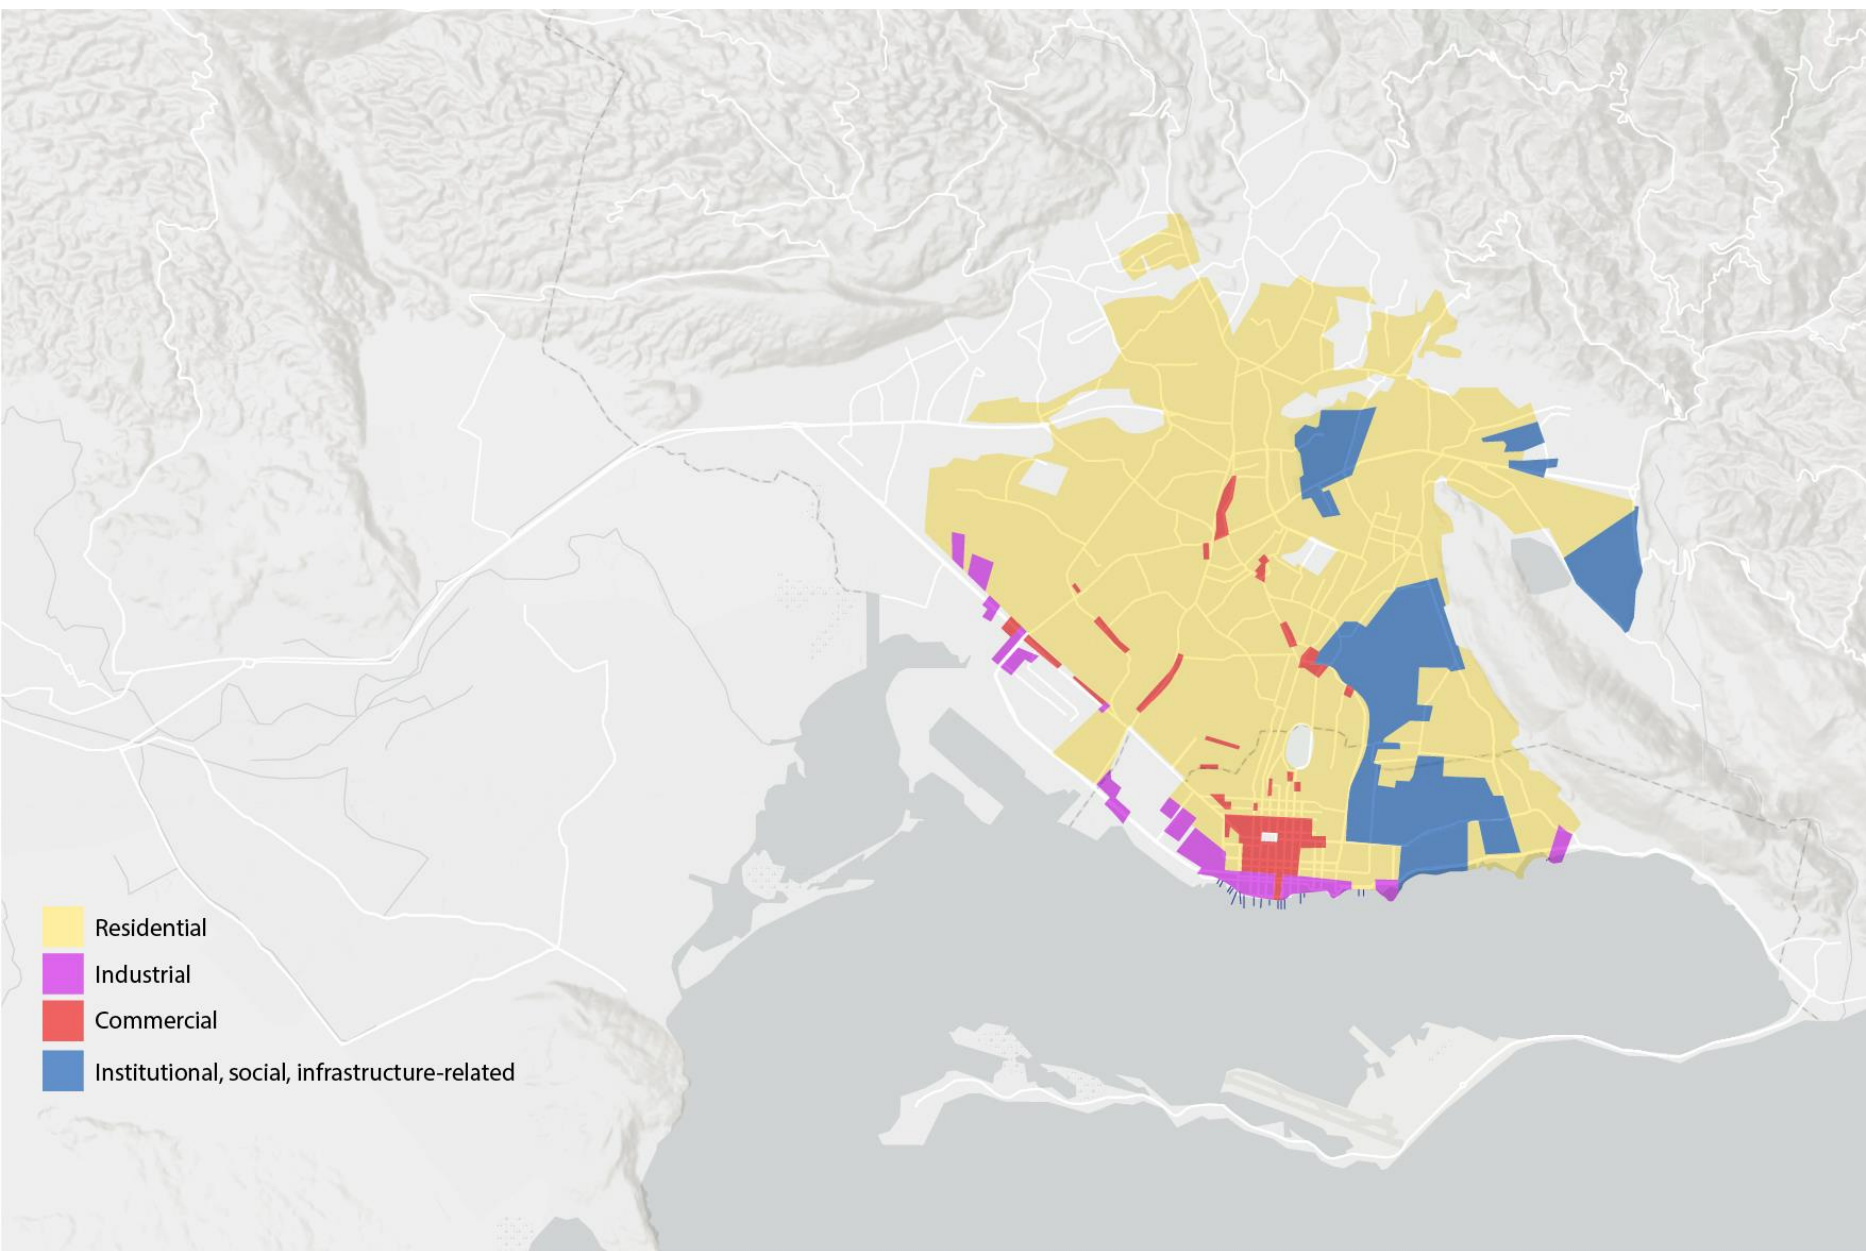 Residential
Industrial
Commercial
Institutional, social, infrastructure-related